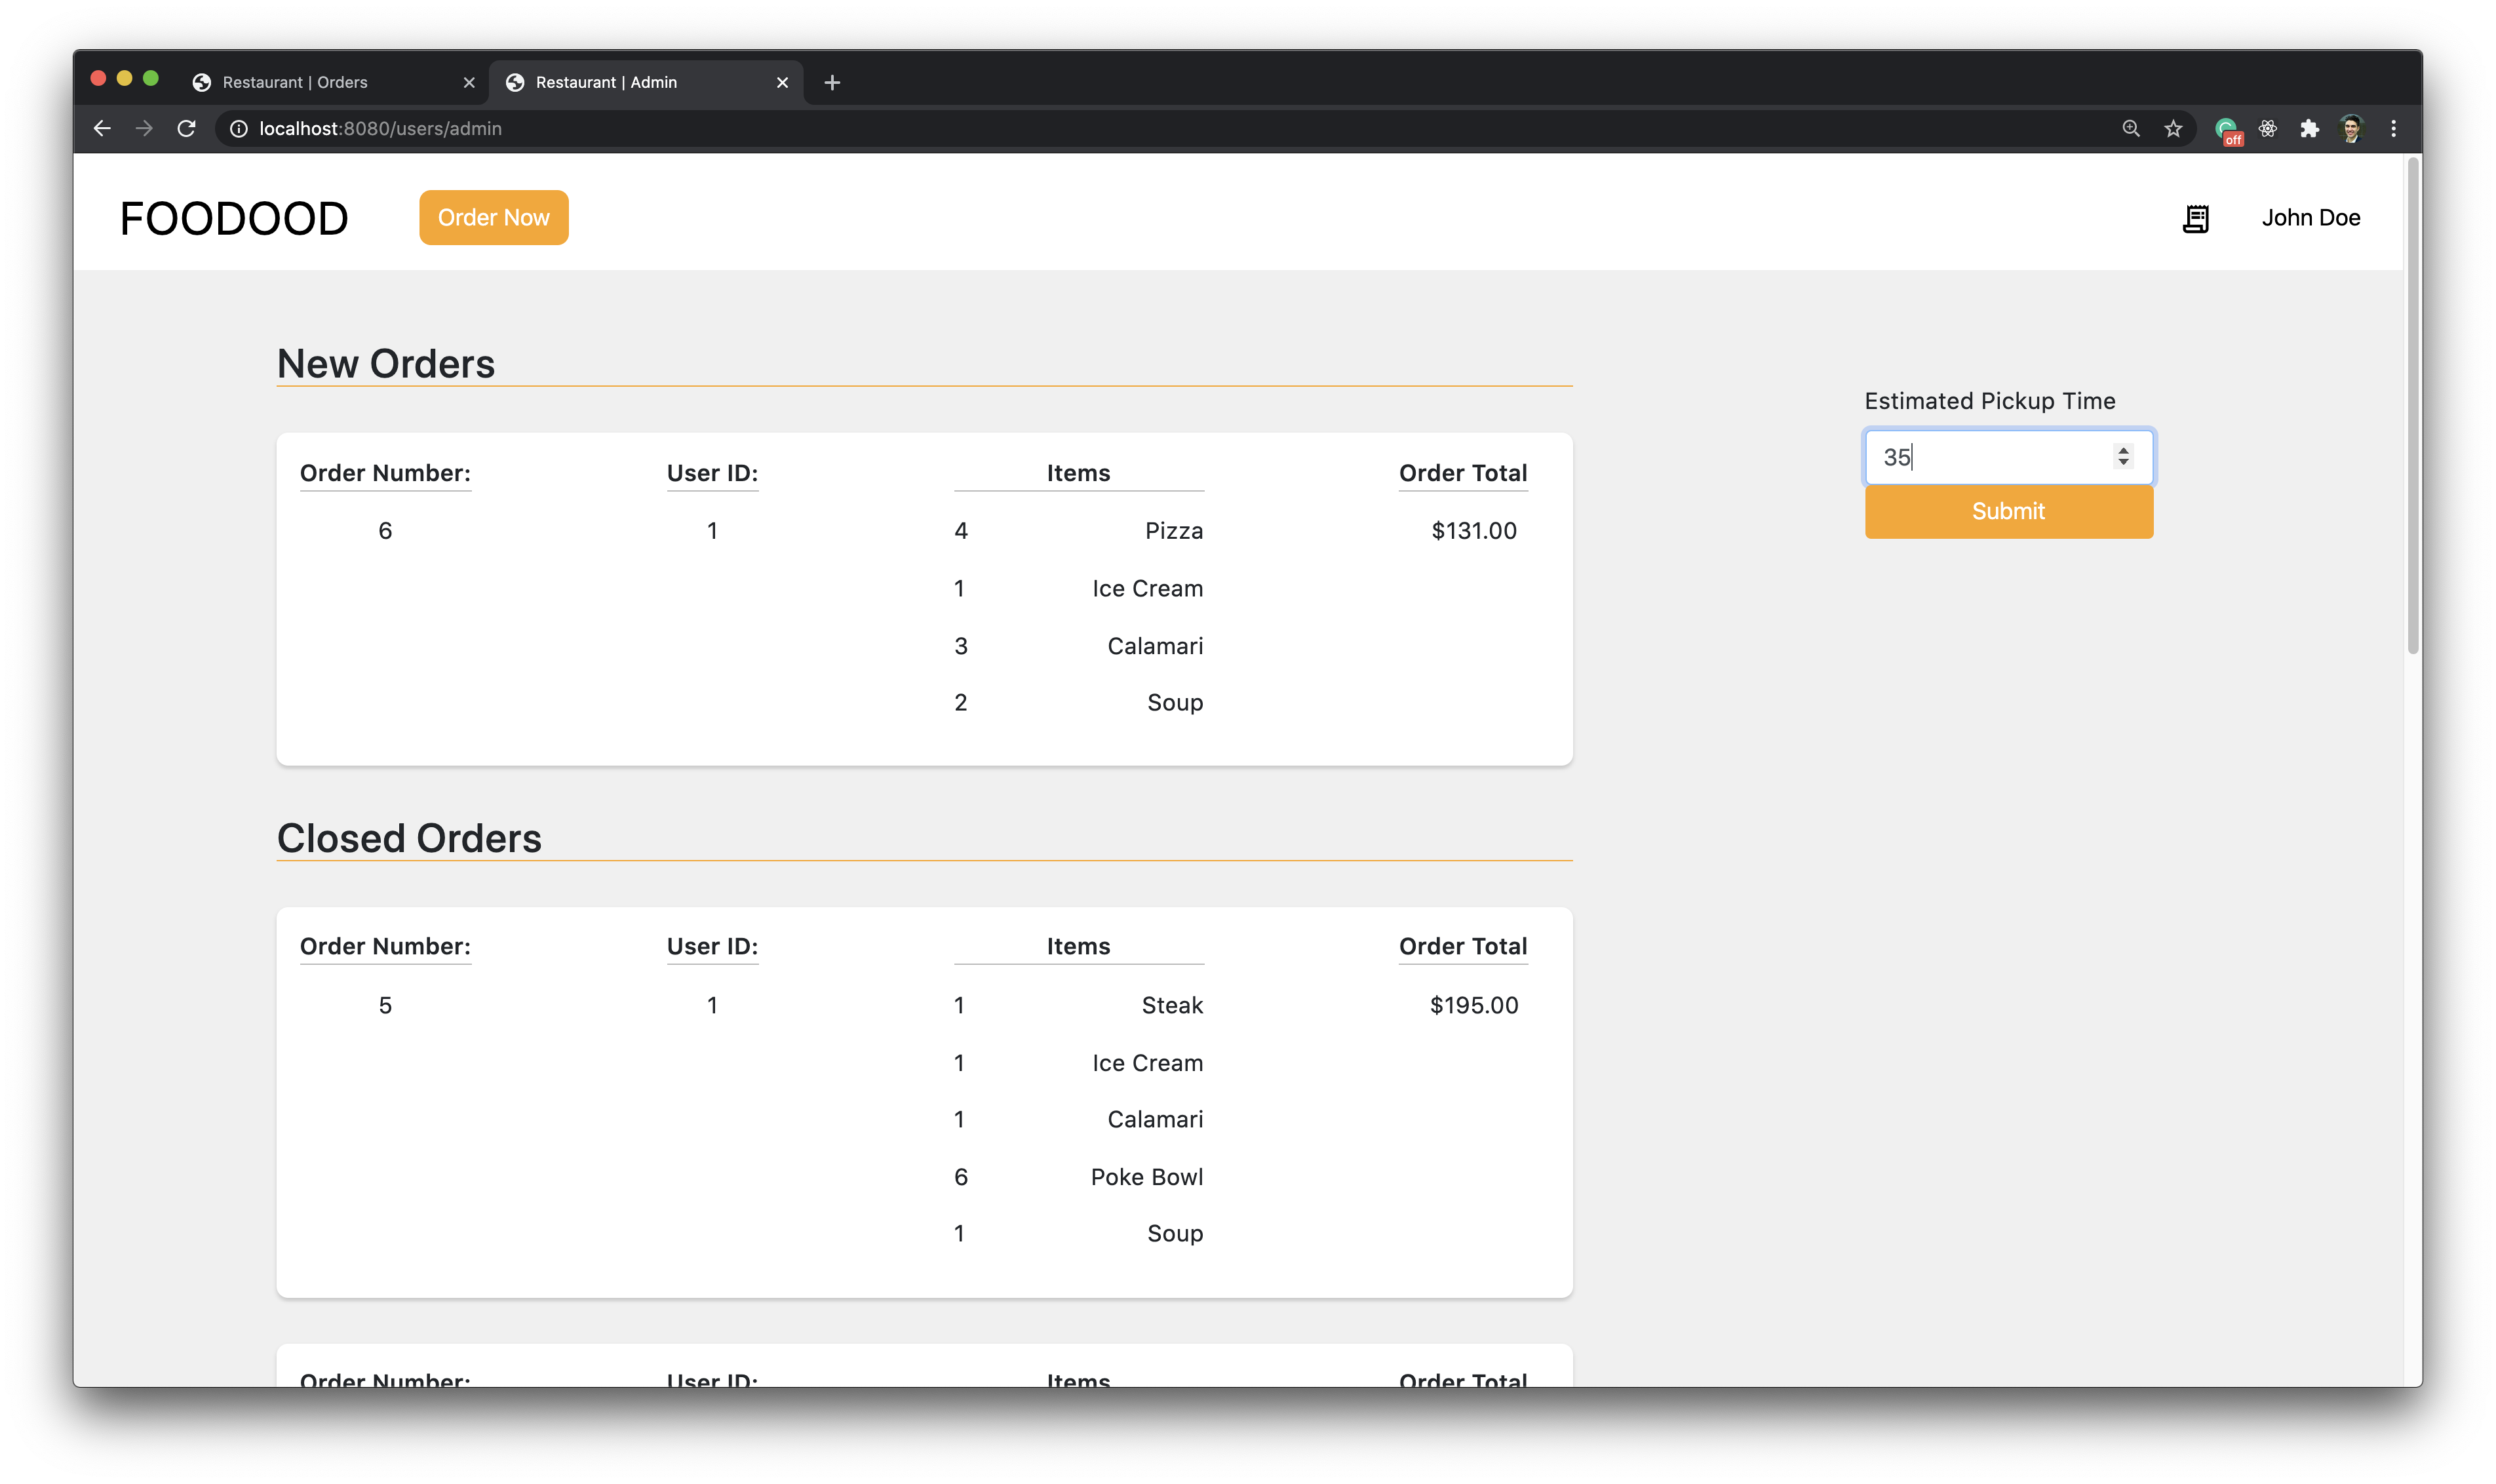 Restaurant | Orders
Restaurant | Admin
localhost:8080/users/admin
off
FOODOOD
Order Now
John Doe
New Orders
Estimated Pickup Time
35
Submit
Order Number: User ID: Items Order Total
6 1 4 Pizza $131.00
1 Ice Cream
3 Calamari
2 Soup
Closed Orders
Order Number: User ID: Items Order Total
5 1 1 Steak $195.00
1 Ice Cream
1 Calamari
6 Poke Bowl
1 Soup
Order Number: User ID: Items Order Total